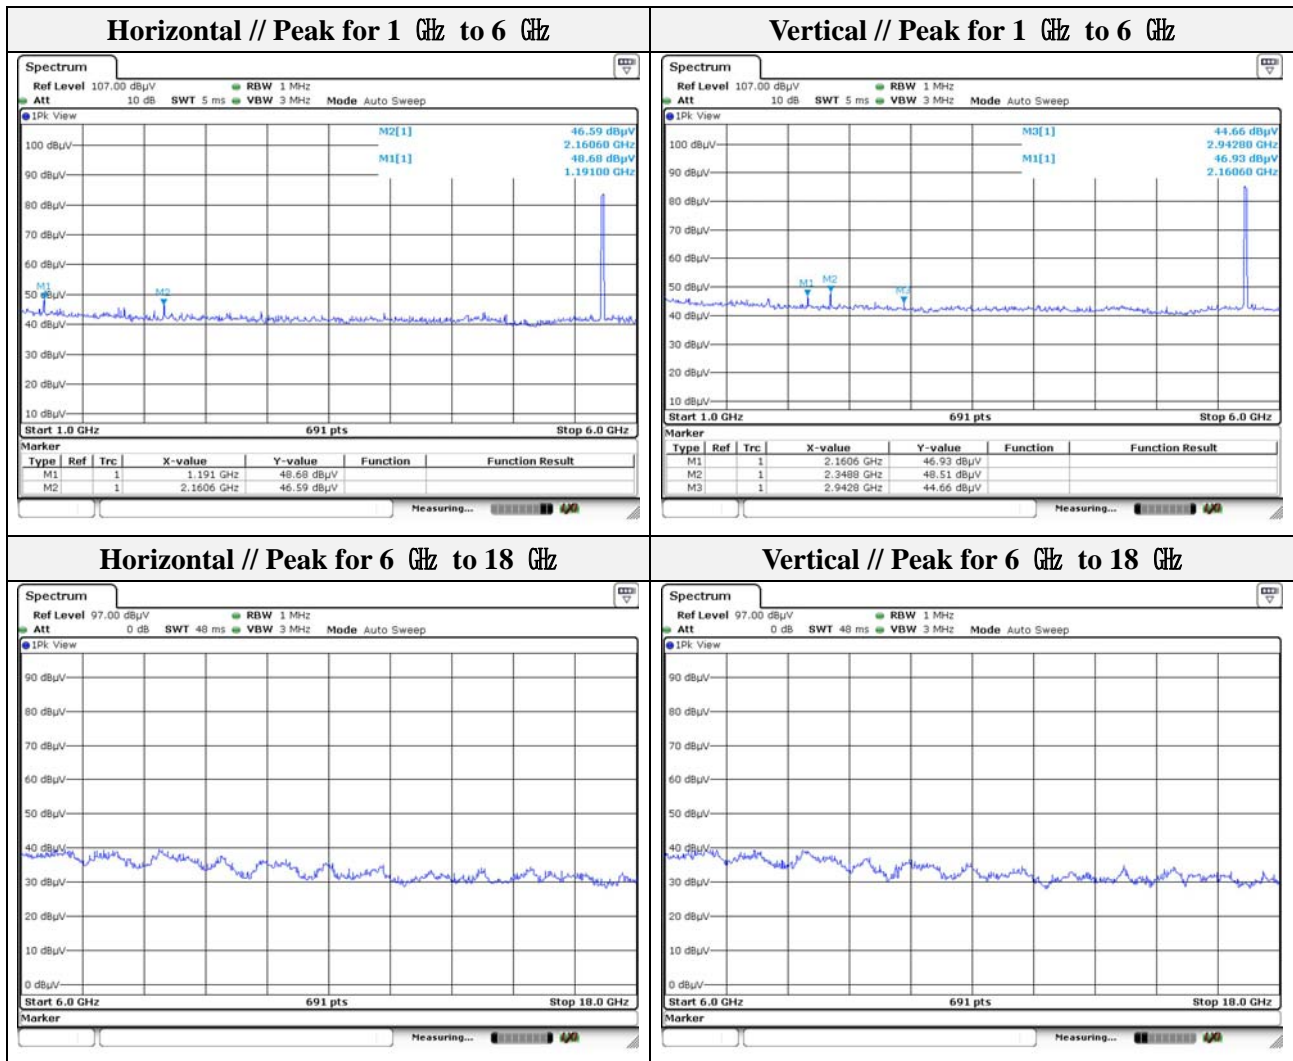 Horizontal // Peak for 1 ㎓ to 6 ㎓
Spectrum
Ref Level 107.00 dBµV RBW 1 MHz
Att 10 dB SWT 5 ms VBW 3 MHz Mode Auto Sweep
1Pk View
M2[1] 46.59 dBµV
2.16060 GHz
M1[1] 48.68 dBµV
1.19100 GHz
100 dBµV
90 dBµV
80 dBµV
70 dBµV
60 dBµV
M1
M2
50 dBµV
40 dBµV
30 dBµV
20 dBµV
10 dBµV
Start 1.0 GHz 691 pts Stop 6.0 GHz
Marker
Type Ref Trc X-value Y-value Function Function Result
M1 1 1.191 GHz 48.68 dBµV
M2 1 2.1606 GHz 46.59 dBµV
Measuring...
Vertical // Peak for 1 ㎓ to 6 ㎓
Spectrum
Ref Level 107.00 dBµV RBW 1 MHz
Att 10 dB SWT 5 ms VBW 3 MHz Mode Auto Sweep
1Pk View
M3[1] 44.66 dBµV
2.94280 GHz
M1[1] 46.93 dBµV
2.16060 GHz
100 dBµV
90 dBµV
80 dBµV
70 dBµV
60 dBµV
M1 M2
M3
50 dBµV
40 dBµV
30 dBµV
20 dBµV
10 dBµV
Start 1.0 GHz 691 pts Stop 6.0 GHz
Marker
Type Ref Trc X-value Y-value Function Function Result
M1 1 2.1606 GHz 46.93 dBµV
M2 1 2.3488 GHz 48.51 dBµV
M3 1 2.9428 GHz 44.66 dBµV
Measuring...
Horizontal // Peak for 6 ㎓ to 18 ㎓
Spectrum
Ref Level 97.00 dBµV RBW 1 MHz
Att 0 dB SWT 48 ms VBW 3 MHz Mode Auto Sweep
1Pk View
90 dBµV
80 dBµV
70 dBµV
60 dBµV
50 dBµV
40 dBµV
30 dBµV
20 dBµV
10 dBµV
0 dBµV
Start 6.0 GHz 691 pts Stop 18.0 GHz
Marker
Measuring...
Vertical // Peak for 6 ㎓ to 18 ㎓
Spectrum
Ref Level 97.00 dBµV RBW 1 MHz
Att 0 dB SWT 48 ms VBW 3 MHz Mode Auto Sweep
1Pk View
90 dBµV
80 dBµV
70 dBµV
60 dBµV
50 dBµV
40 dBµV
30 dBµV
20 dBµV
10 dBµV
0 dBµV
Start 6.0 GHz 691 pts Stop 18.0 GHz
Marker
Measuring...